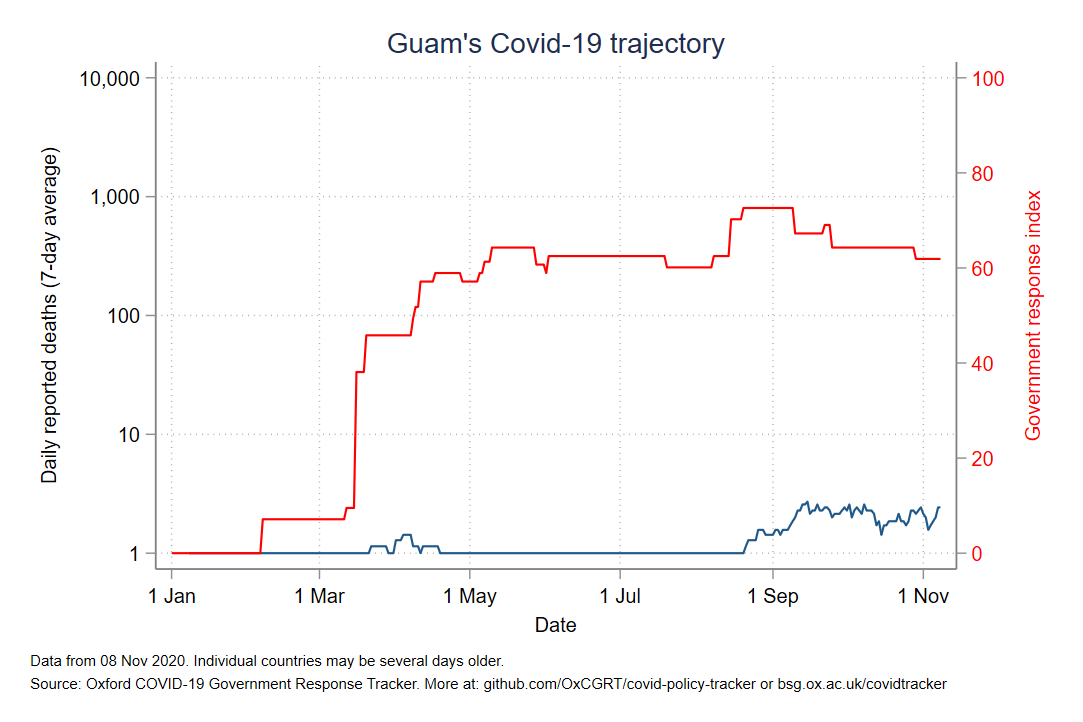 Guam's Covid-19 trajectory
10,000
1,000
100
10
1
Daily reported deaths (7-day average)
100
80
60
40
20
0
Government response index
1 Jan
1 Mar
1 May
1 Jul
1 Sep
1 Nov
Date
Data from 08 Nov 2020. Individual countries may be several days older.
Source: Oxford COVID-19 Government Response Tracker. More at: github.com/OxCGRT/covid-policy-tracker or bsg.ox.ac.uk/covidtracker